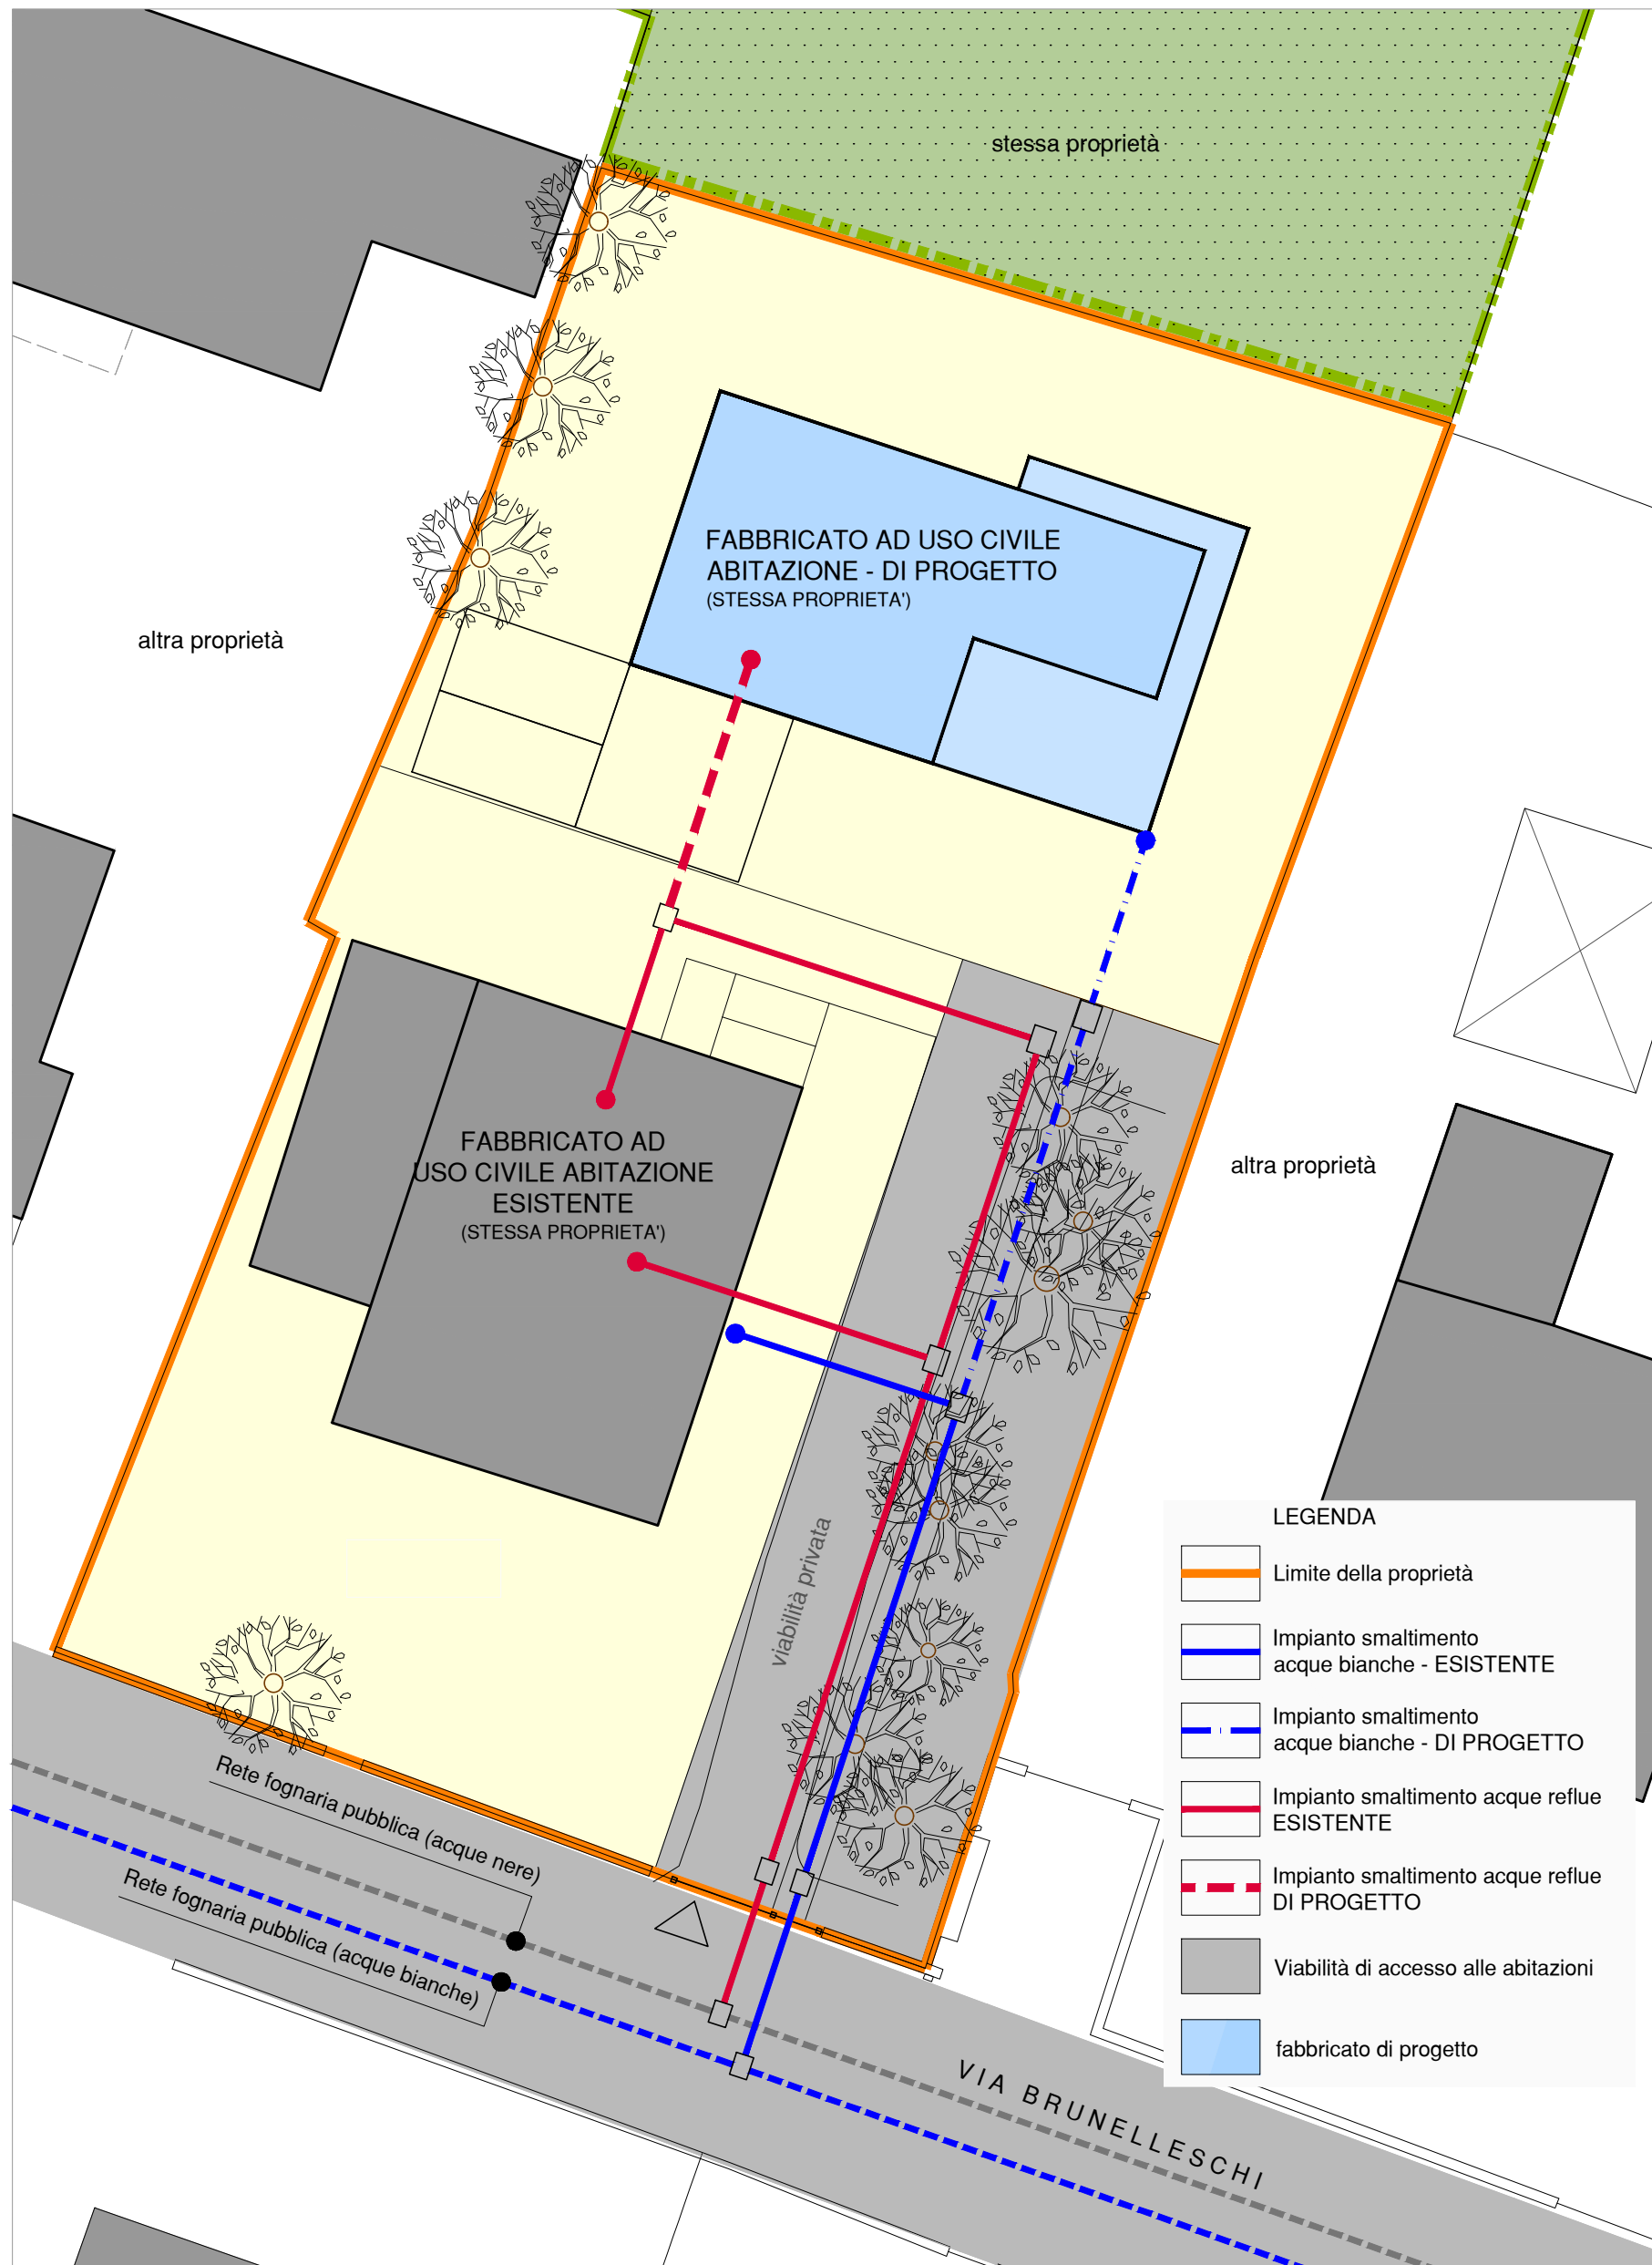 stessa proprietà
FABBRICATO AD USO CIVILE
ABITAZIONE - DI PROGETTO
(STESSA PROPRIETA')
altra proprietà
FABBRICATO AD
USO CIVILE ABITAZIONE
ESISTENTE
(STESSA PROPRIETA')
altra proprietà
viabilità privata
Rete fognaria pubblica (acque nere)
Rete fognaria pubblica (acque bianche)
VIA BRUNELLESCHI
LEGENDA
Limite della proprietà
Impianto smaltimento
acque bianche - ESISTENTE
Impianto smaltimento
acque bianche - DI PROGETTO
Impianto smaltimento acque reflue
ESISTENTE
Impianto smaltimento acque reflue
DI PROGETTO
Viabilità di accesso alle abitazioni
fabbricato di progetto